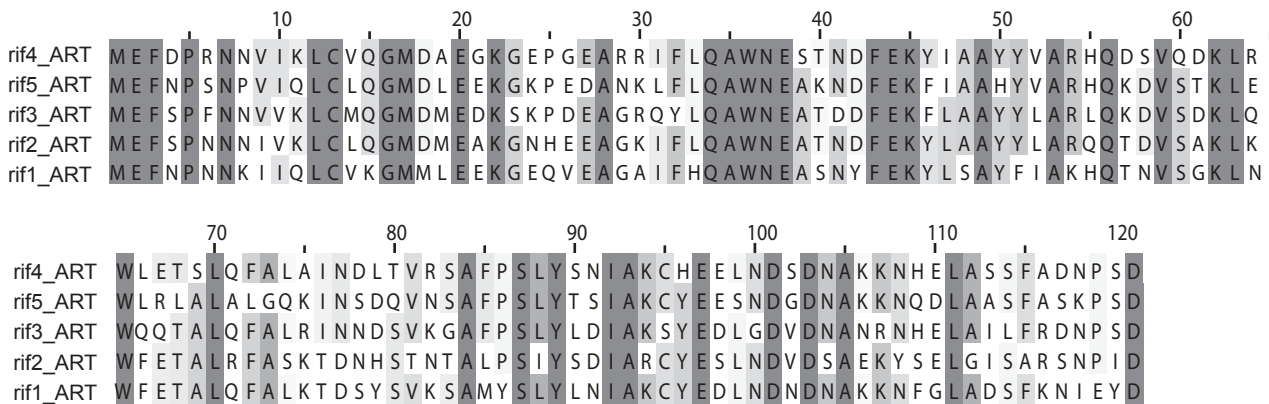 10 20 30 40 50 60
rif4_ART MEFDPRNNVIKLCVQGMDAEGKGEPGEARRIFLQAWNESTNDFEKYIAAYYVARHQDSVQDKLR
rif5_ART MEFNPSNPVIQLCLQGMDLEEKGKPEDANKLFLQAWNEAKNDFEKFIAAHYVARHQKDVSTKLE
rif3_ART MEFSPFNNVVKLCMQGMDMEDKSKPDEAGRQYLQAWNEATDDFEKFLAAYYLARLQKDVSDKLQ
rif2_ART MEFSPNNNIVKLCLQGMDMEAKGNHEEAGKIFLQAWNEATNDFEKYLAAYYLARQQTDVSAKLK
rif1_ART MEFNPNNKIIQLCVKGMMLEEKGEQVEAGAIFHQAWNEASNYFEKYLSAYFIAKHQTNVSGKLN
70 80 90 100 110 120
rif4_ART WLETSLQFALAINDLTVRSAFPSLYSNIAKCHEELNDSDNAKKNHELASSFADNPSD
rif5_ART WLRLALALGQKINSDQVNSAFPSLYTSIAKCYEESNDGDNAKKNQDLAASFASKPSD
rif3_ART WQQTALQFALRINNDSVKGAFPSLYLDIAKSYEDLGDVDNANRNHELAILFRDNPSD
rif2_ART WFETALRFASKTDNHSTNTALPSIYSDIARCYESLNDVDSAEKYSELGISARSNPID
rif1_ART WFETALQFALKTDSYSVKSAMYSLYLNIAKCYEDLNDNDNAKKNFGLADSFKNIEYD